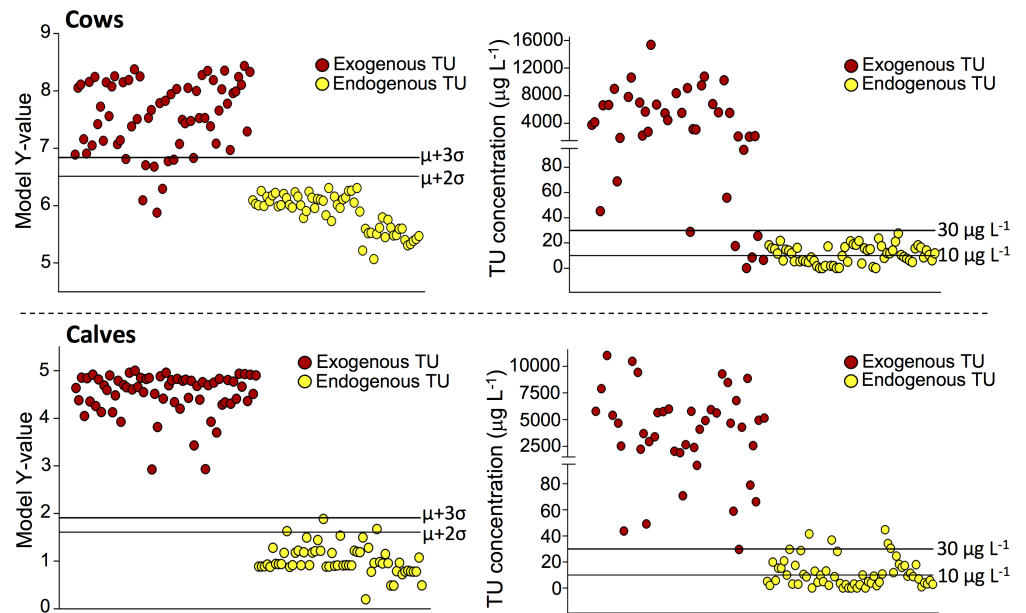 Cows
9
8
7
6
5
Model Y-value
Exogenous TU
Endogenous TU
µ+3σ
µ+2σ
16000
12000
8000
4000
80
60
40
20
0
TU concentration (µg L⁻¹)
Exogenous TU
Endogenous TU
30 µg L⁻¹
10 µg L⁻¹
Calves
5
4
3
2
1
0
Model Y-value
Exogenous TU
Endogenous TU
µ+3σ
µ+2σ
10000
7500
5000
2500
80
60
40
20
0
TU concentration (µg L⁻¹)
Exogenous TU
Endogenous TU
30 µg L⁻¹
10 µg L⁻¹